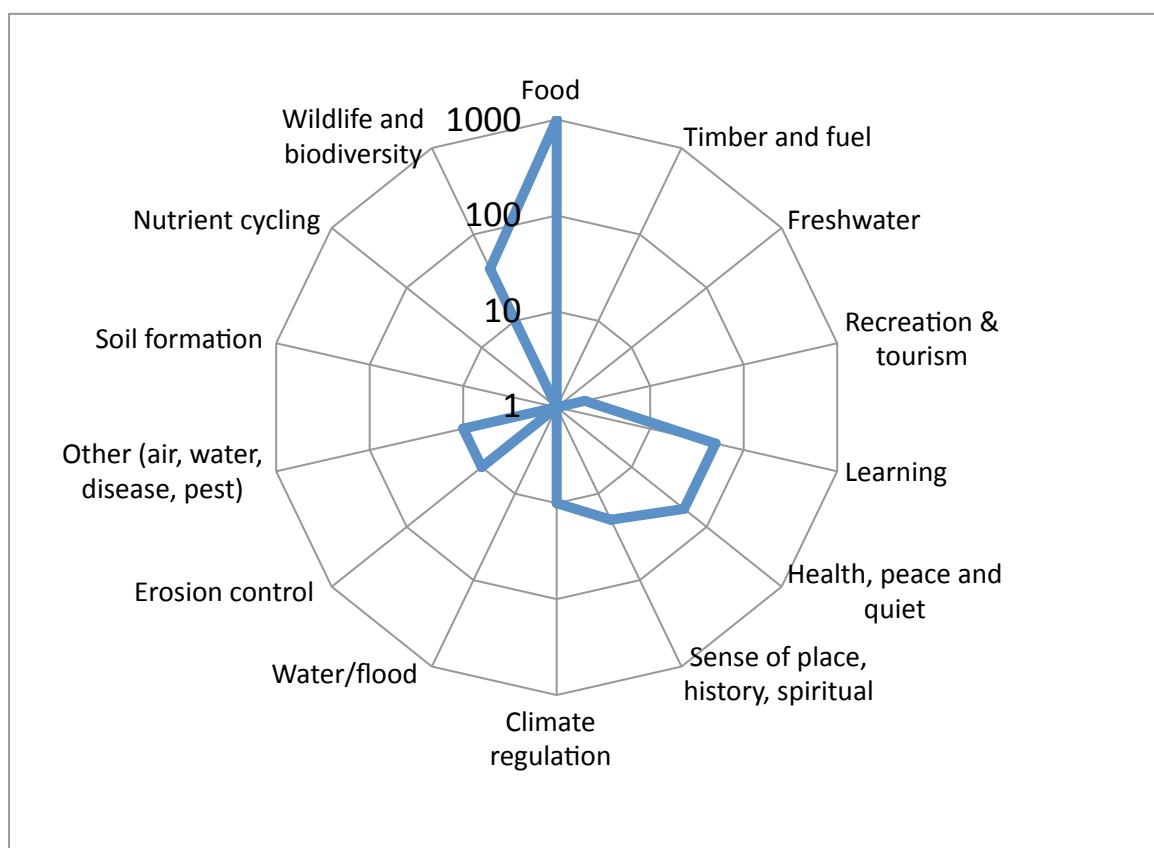 Food
Timber and fuel
Freshwater
Recreation &
tourism
Learning
Health, peace and
quiet
Sense of place,
history, spiritual
Climate
regulation
Water/flood
Erosion control
Other (air, water,
disease, pest)
Soil formation
Nutrient cycling
Wildlife and
biodiversity
1000
100
10
1